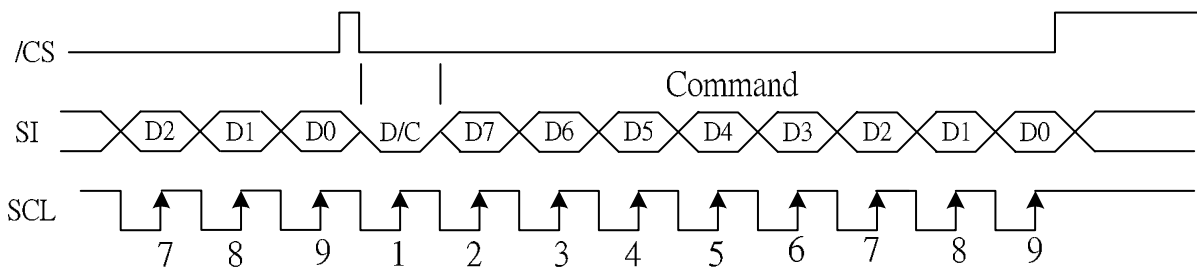 /CS
Command
SI D2 D1 D0 D/C D7 D6 D5 D4 D3 D2 D1 D0
SCL
7 8 9 1 2 3 4 5 6 7 8 9